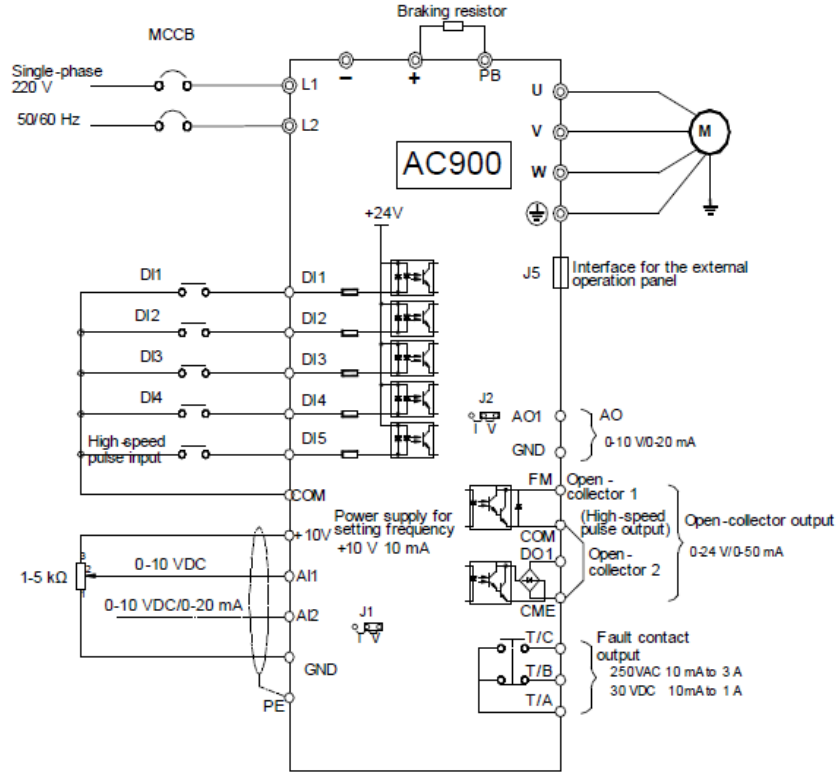 Braking resistor
MCCB
Single-phase
220 V
50/60 Hz
L1
L2
−
+
PB
U
V
W
M
AC900
+24V
J5
Interface for the external
operation panel
DI1
DI1
DI2
DI2
DI3
DI3
DI4
DI4
High-speed
pulse input
DI5
COM
J2
I V
AO1
GND
AO
0-10 V/0-20 mA
FM
COM
DO1
CME
Open-
collector 1
(High-speed
pulse output)
Open-
collector 2
Open-collector output
0-24 V/0-50 mA
+10V
Power supply for
setting frequency
+10 V 10 mA
1-5 kΩ
3
2
1
0-10 VDC
AI1
0-10 VDC/0-20 mA
AI2
J1
I V
GND
PE
T/C
T/B
T/A
Fault contact
output
250VAC 10 mA to 3 A
30 VDC 10mA to 1 A